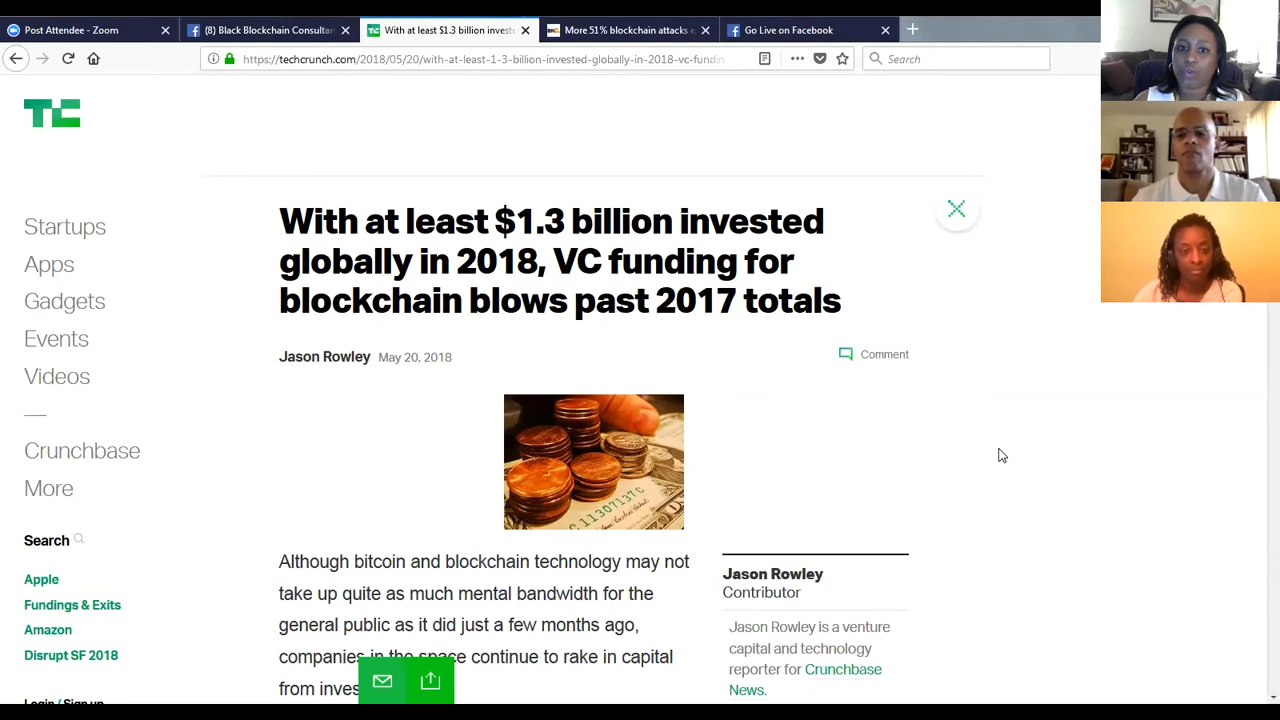 Post Attendee - Zoom
(8) Black Blockchain Consultan
With at least $1.3 billion invest
More 51% blockchain attacks e
Go Live on Facebook
https://techcrunch.com/2018/05/20/with-at-least-1-3-billion-invested-globally-in-2018-vc-fundin
Search
TC
Startups
Apps
Gadgets
Events
Videos
Crunchbase
More
Search
Apple
Fundings & Exits
Amazon
Disrupt SF 2018
Login / Sign up
With at least $1.3 billion invested
globally in 2018, VC funding for
blockchain blows past 2017 totals
Jason Rowley May 20, 2018
Comment
C11307137C
Although bitcoin and blockchain technology may not
take up quite as much mental bandwidth for the
general public as it did just a few months ago,
companies in the space continue to rake in capital
from inves
Jason Rowley
Contributor
Jason Rowley is a venture
capital and technology
reporter for Crunchbase
News.